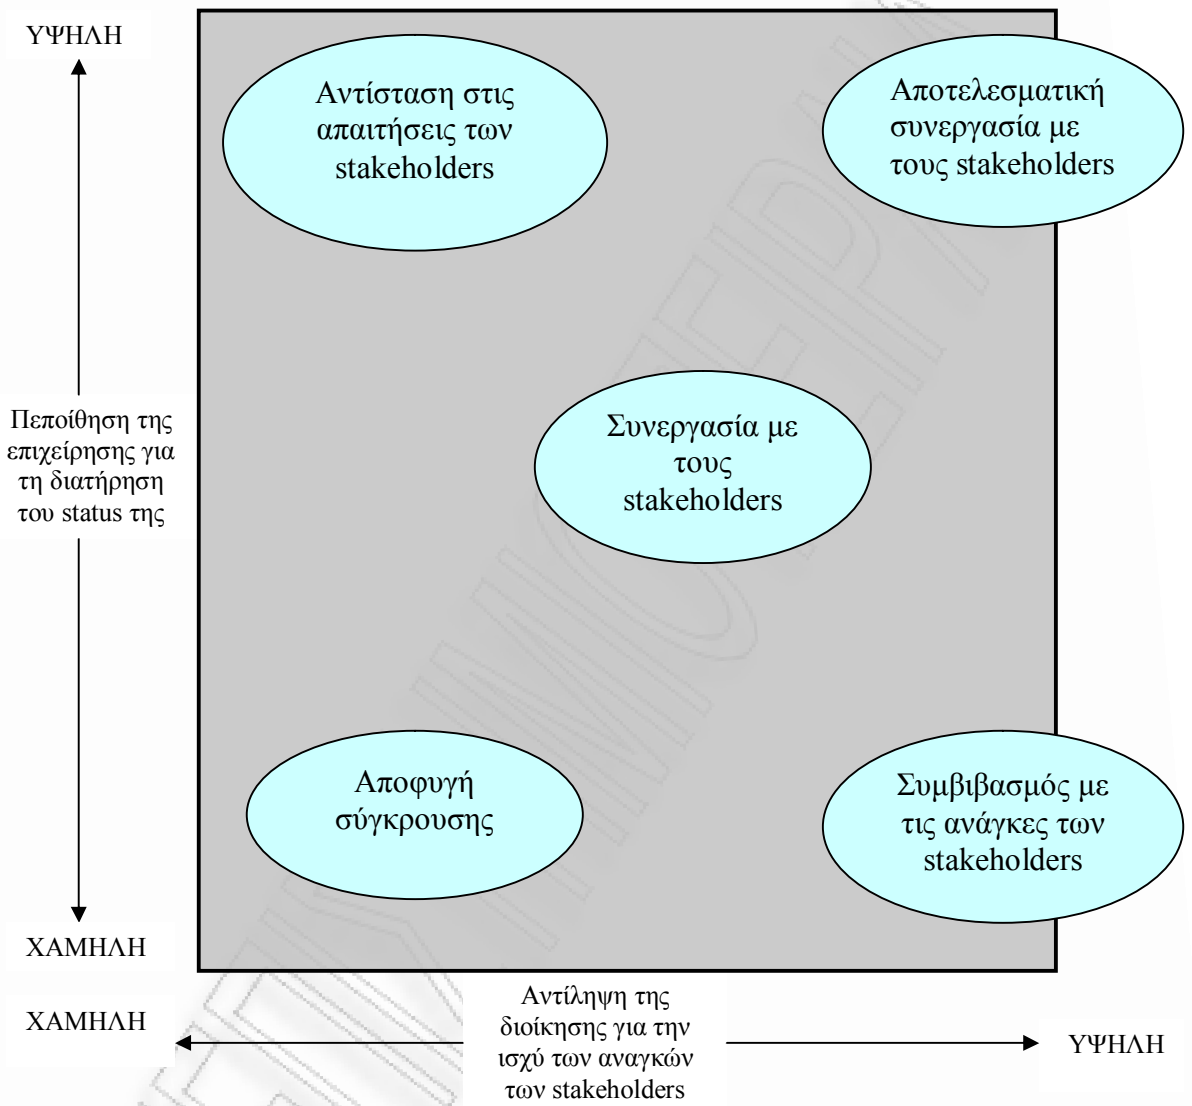 ΥΨΗΛΗ
Αντίσταση στις
απαιτήσεις των
stakeholders
Αποτελεσματική
συνεργασία με
τους stakeholders
Πεποίθηση της
επιχείρησης για
τη διατήρηση
του status της
Συνεργασία με
τους
stakeholders
Αποφυγή
σύγκρουσης
Συμβιβασμός με
τις ανάγκες των
stakeholders
ΧΑΜΗΛΗ
ΧΑΜΗΛΗ
Αντίληψη της
διοίκησης για την
ισχύ των αναγκών
των stakeholders
ΥΨΗΛΗ